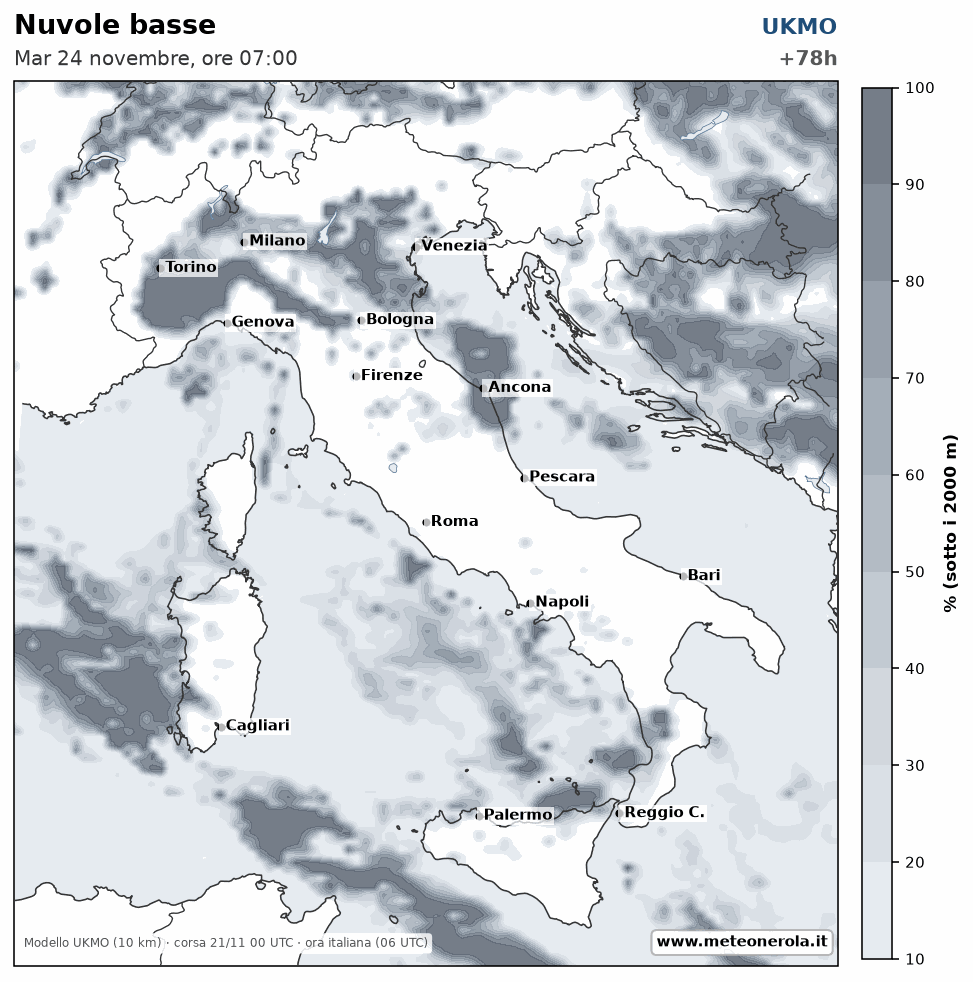 Nuvole basse
UKMO
Mar 24 novembre, ore 07:00
+78h
100
90
80
70
60
50
40
30
20
10
% (sotto i 2000 m)
Milano
Venezia
Torino
Genova
Bologna
Firenze
Ancona
Pescara
Roma
Bari
Napoli
Cagliari
Palermo
Reggio C.
Modello UKMO (10 km) · corsa 21/11 00 UTC · ora italiana (06 UTC)
www.meteonerola.it